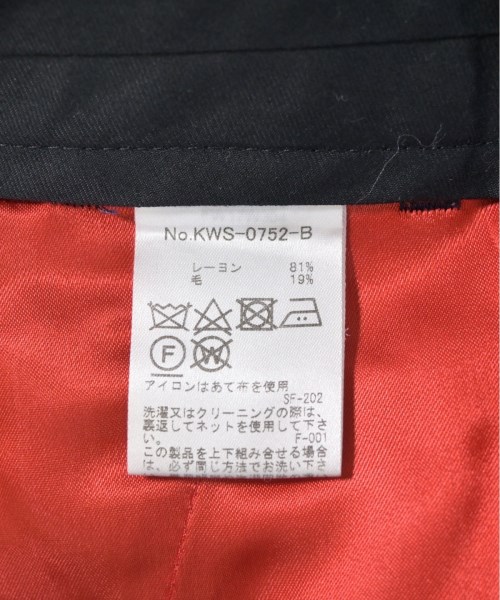 No.KWS-0752-B
レーヨン 81%
毛 19%
F W
アイロンはあて布を使用
SF-202
洗濯又はクリーニングの際は、
裏返してネットを使用して下さ
い。 F-001
この製品を上下組み合せる場合
は、必ず同じ方法でお洗い下さ